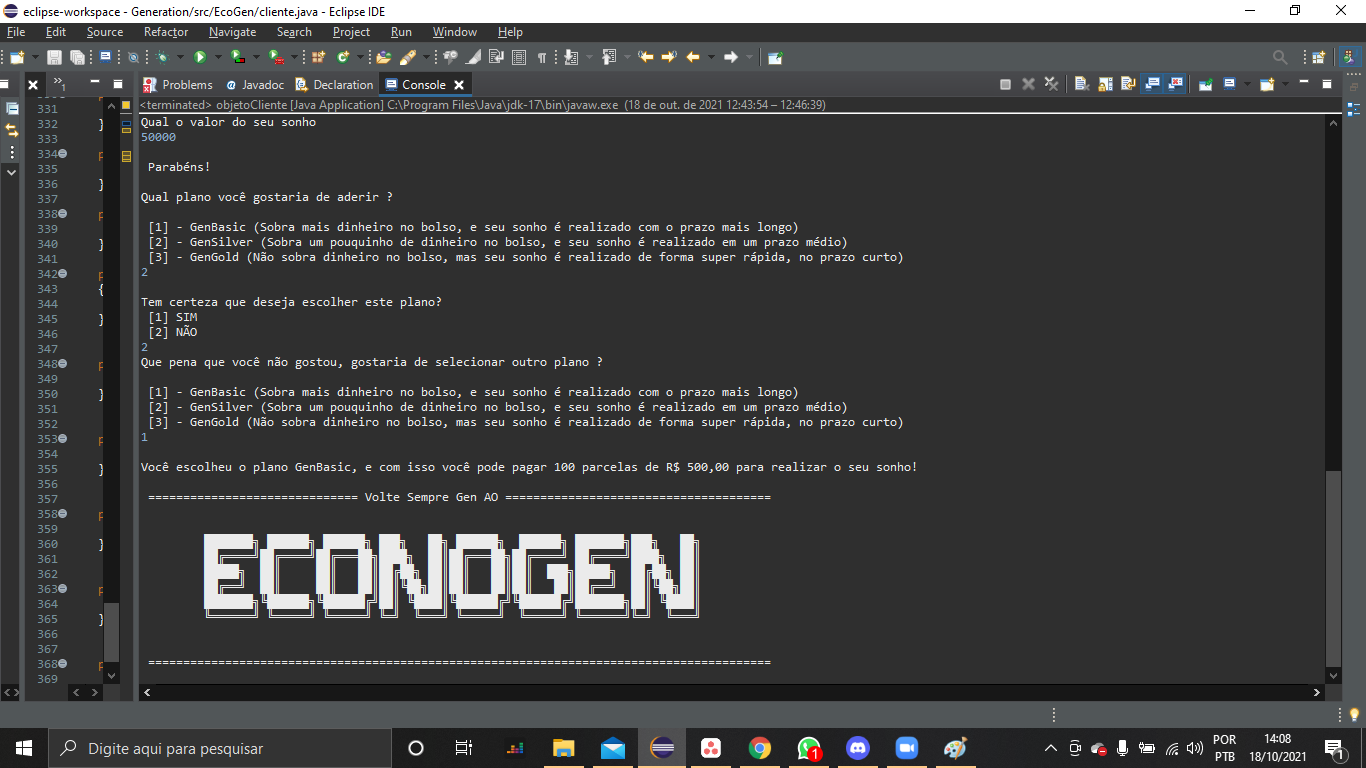 eclipse-workspace - Generation/src/EcoGen/cliente.java - Eclipse IDE
File Edit Source Refactor Navigate Search Project Run Window Help
1 Problems Javadoc Declaration Console
<terminated> objetoCliente [Java Application] C:\Program Files\Java\jdk-17\bin\javaw.exe (18 de out. de 2021 12:43:54 – 12:46:39)
331
332 }
333
334 p
335
336 }
337
338 p
339
340 }
341
342 p
343 {
344
345 }
346
347
348 p
349
350 }
351
352
353 p
354
355 }
356
357
358 p
359
360 }
361
362
363 p
364
365 }
366
367
368 p
369
Qual o valor do seu sonho
50000
Parabéns!
Qual plano você gostaria de aderir ?
[1] - GenBasic (Sobra mais dinheiro no bolso, e seu sonho é realizado com o prazo mais longo)
[2] - GenSilver (Sobra um pouquinho de dinheiro no bolso, e seu sonho é realizado em um prazo médio)
[3] - GenGold (Não sobra dinheiro no bolso, mas seu sonho é realizado de forma super rápida, no prazo curto)
2
Tem certeza que deseja escolher este plano?
[1] SIM
[2] NÃO
2
Que pena que você não gostou, gostaria de selecionar outro plano ?
[1] - GenBasic (Sobra mais dinheiro no bolso, e seu sonho é realizado com o prazo mais longo)
[2] - GenSilver (Sobra um pouquinho de dinheiro no bolso, e seu sonho é realizado em um prazo médio)
[3] - GenGold (Não sobra dinheiro no bolso, mas seu sonho é realizado de forma super rápida, no prazo curto)
1
Você escolheu o plano GenBasic, e com isso você pode pagar 100 parcelas de R$ 500,00 para realizar o seu sonho!
============================== Volte Sempre Gen AO ======================================
ECONOGEN
=========================================================================================
Digite aqui para pesquisar
1
POR
PTB
14:08
18/10/2021
1